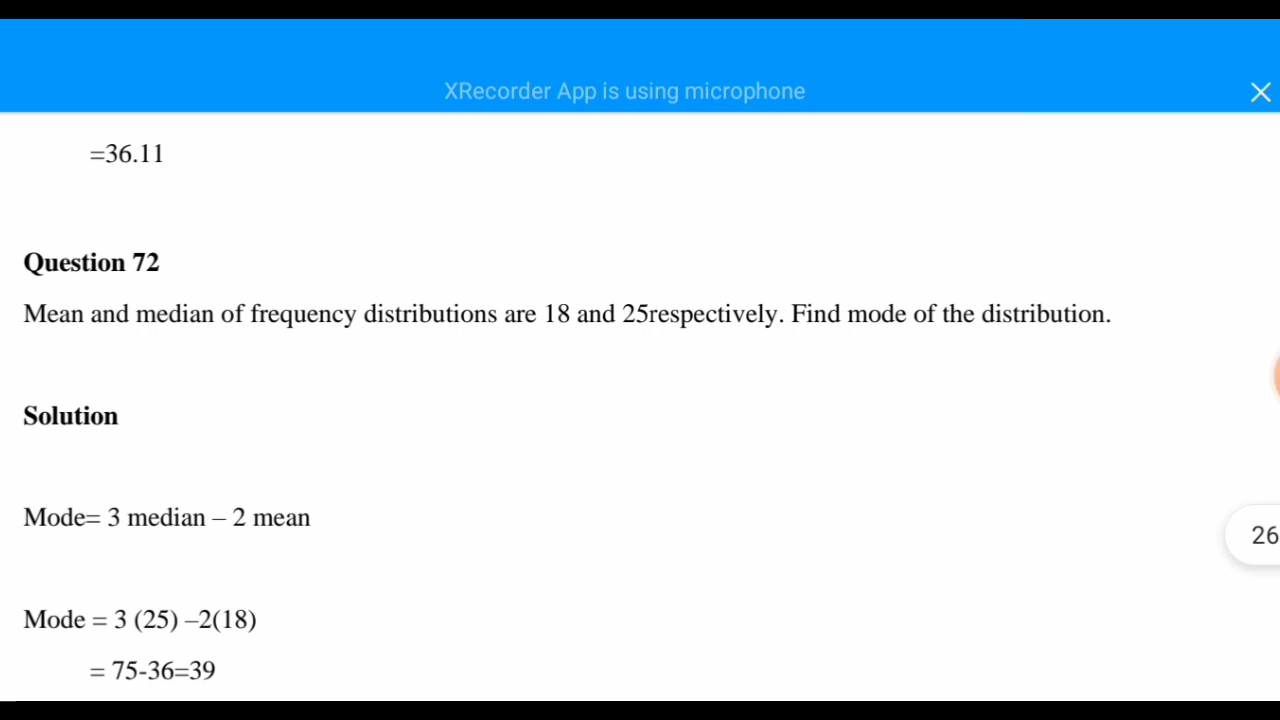 XRecorder App is using microphone
=36.11
Question 72
Mean and median of frequency distributions are 18 and 25respectively. Find mode of the distribution.
Solution
Mode= 3 median – 2 mean
26
Mode = 3 (25) –2(18)
= 75-36=39